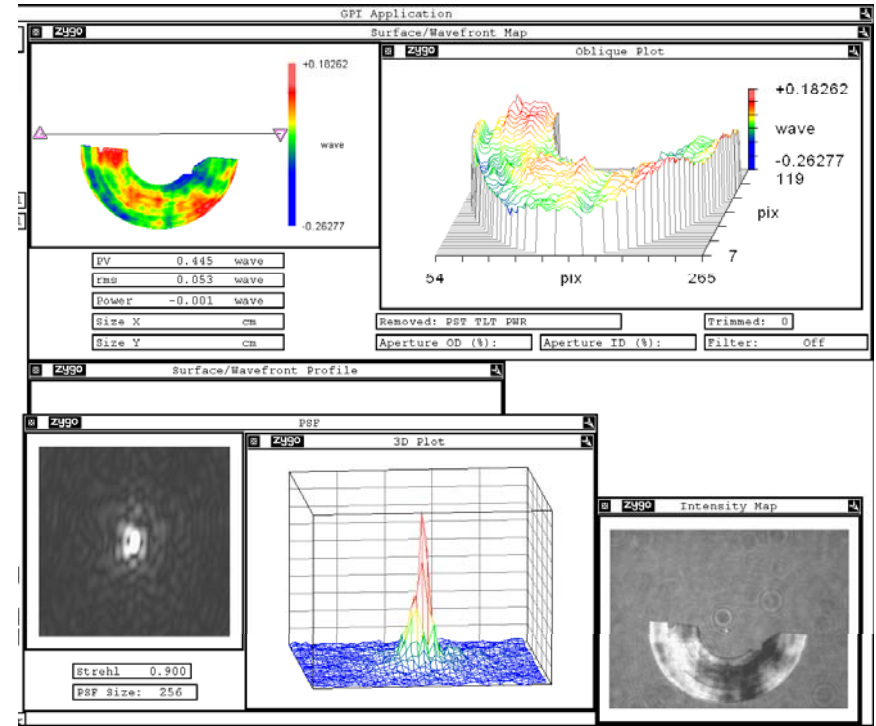 GPI Application
zygo Surface/Wavefront Map
+0.18262
wave
-0.26277
zygo Oblique Plot
+0.18262
wave
-0.26277
119
pix
7
54 pix 265
PV 0.445 wave
rms 0.053 wave
Power -0.001 wave
Size X cm
Size Y cm
Removed: PST TLT PWR
Trimmed: 0
Aperture OD (%):
Aperture ID (%):
Filter: Off
zygo Surface/Wavefront Profile
zygo PSF
zygo 3D Plot
Strehl 0.900
PSF Size: 256
zygo Intensity Map